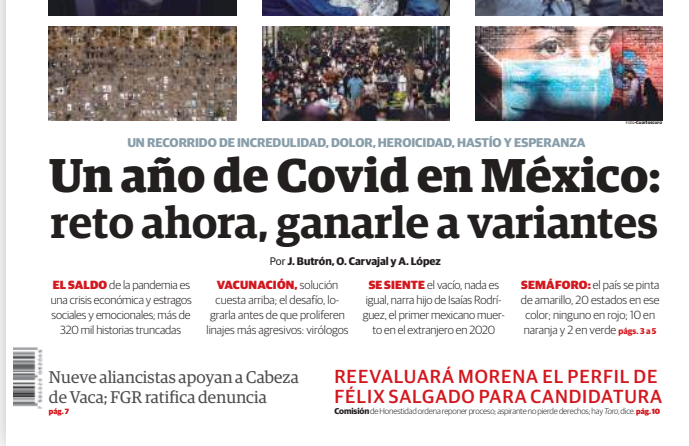 UN RECORRIDO DE INCREDULIDAD, DOLOR, HEROICIDAD, HASTÍO Y ESPERANZA
Un año de Covid en México:
reto ahora, ganarle a variantes
Por J. Butrón, O. Carvajal y A. López
EL SALDO de la pandemia es
una crisis económica y estragos
sociales y emocionales; más de
320 mil historias truncadas
VACUNACIÓN, solución
cuesta arriba; el desafío, lo-
grarla antes de que proliferen
linajes más agresivos: virólogos
SE SIENTE el vacío, nada es
igual, narra hijo de Isaías Rodrí-
guez, el primer mexicano muer-
to en el extranjero en 2020
SEMÁFORO: el país se pinta
de amarillo, 20 estados en ese
color; ninguno en rojo; 10 en
naranja y 2 en verde págs. 3 a 5
Nueve aliancistas apoyan a Cabeza
de Vaca; FGR ratifica denuncia
pág. 7
REEVALUARÁ MORENA EL PERFIL DE
FÉLIX SALGADO PARA CANDIDATURA
Comisión de Honestidad ordena reponer proceso; aspirante no pierde derechos; hay Toro, dice. pág. 10